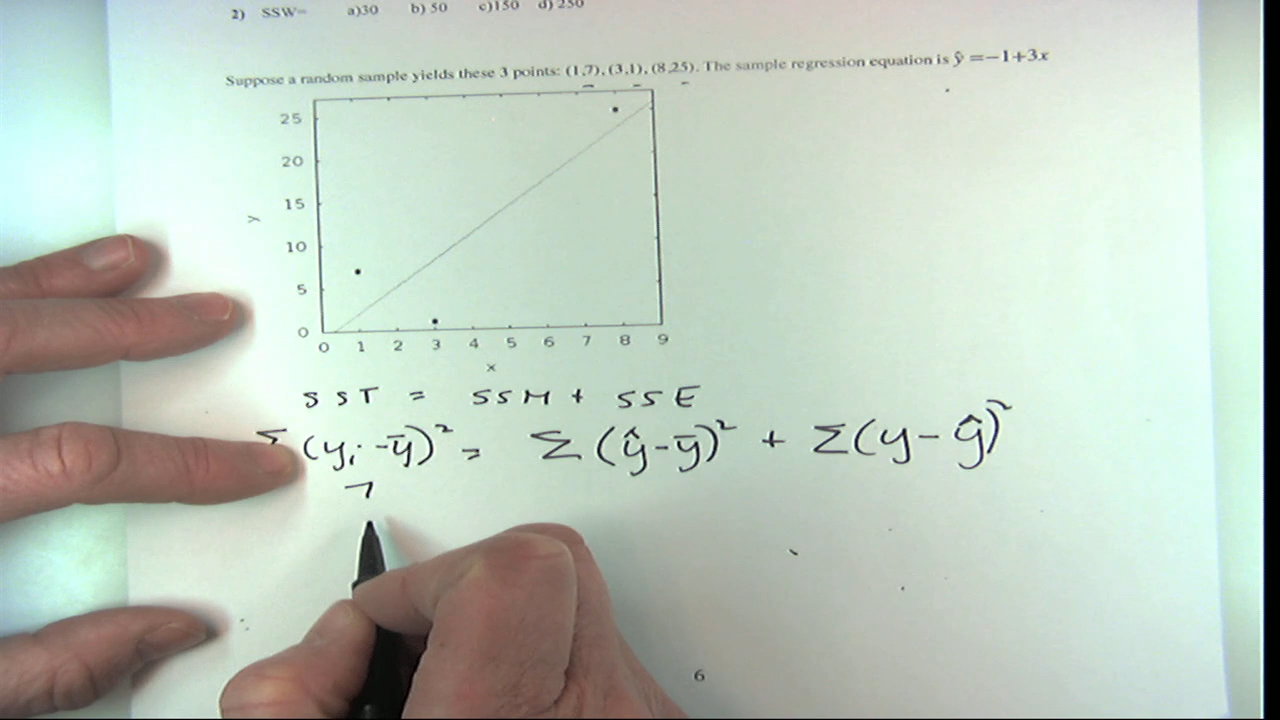 2) SSW= a)30 b) 50 c)150 d) 250
Suppose a random sample yields these 3 points: (1,7), (3,1), (8,25). The sample regression equation is ŷ =−1+3x
25
20
15
10
5
0
y
0 1 2 3 4 5 6 7 8 9
x
SST = SSM + SSE
Σ (yᵢ -ȳ)² = Σ (ŷ-ȳ)² + Σ(y-ŷ)²
7
6